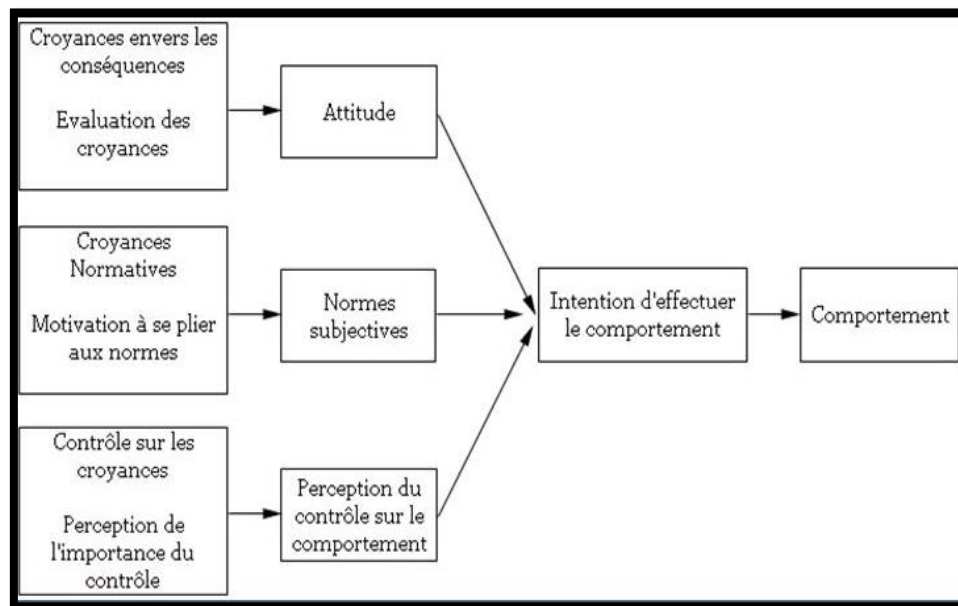 Croyances envers les
conséquences
Evaluation des
croyances
Attitude
Croyances
Normatives
Motivation à se plier
aux normes
Normes
subjectives
Intention d'effectuer
le comportement
Comportement
Contrôle sur les
croyances
Perception de
l'importance du
contrôle
Perception du
contrôle sur le
comportement